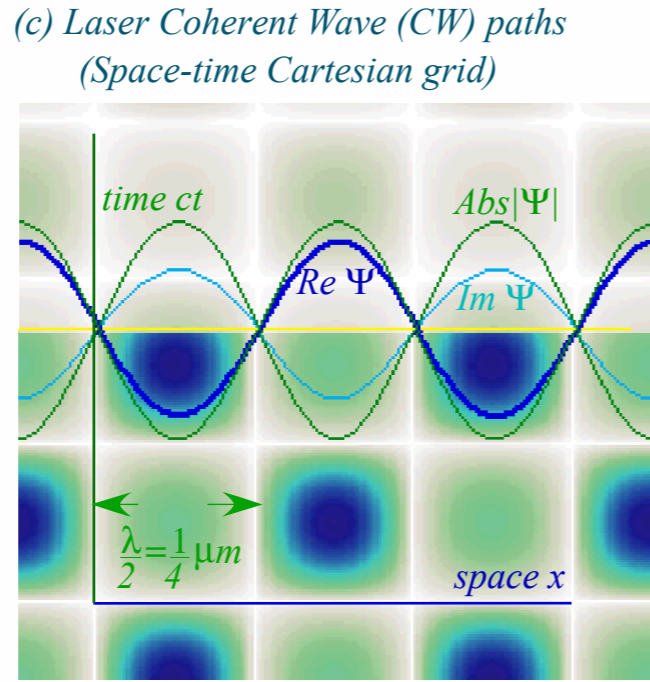 (c) Laser Coherent Wave (CW) paths
(Space-time Cartesian grid)
time ct
Abs|Ψ|
Re Ψ
Im Ψ
λ/2=1/4 μm
space x